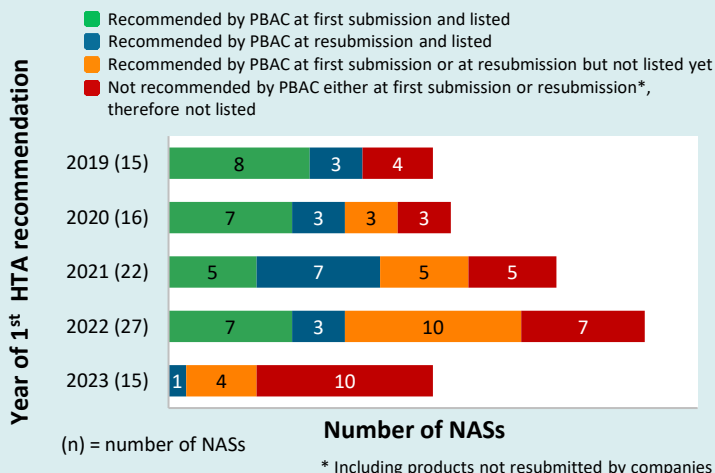 Recommended by PBAC at first submission and listed
Recommended by PBAC at resubmission and listed
Recommended by PBAC at first submission or at resubmission but not listed yet
Not recommended by PBAC either at first submission or resubmission*,
therefore not listed
Year of 1st HTA recommendation
2019 (15) 8 3 4
2020 (16) 7 3 3 3
2021 (22) 5 7 5 5
2022 (27) 7 3 10 7
2023 (15) 1 4 10
Number of NASs
(n) = number of NASs
* Including products not resubmitted by companies